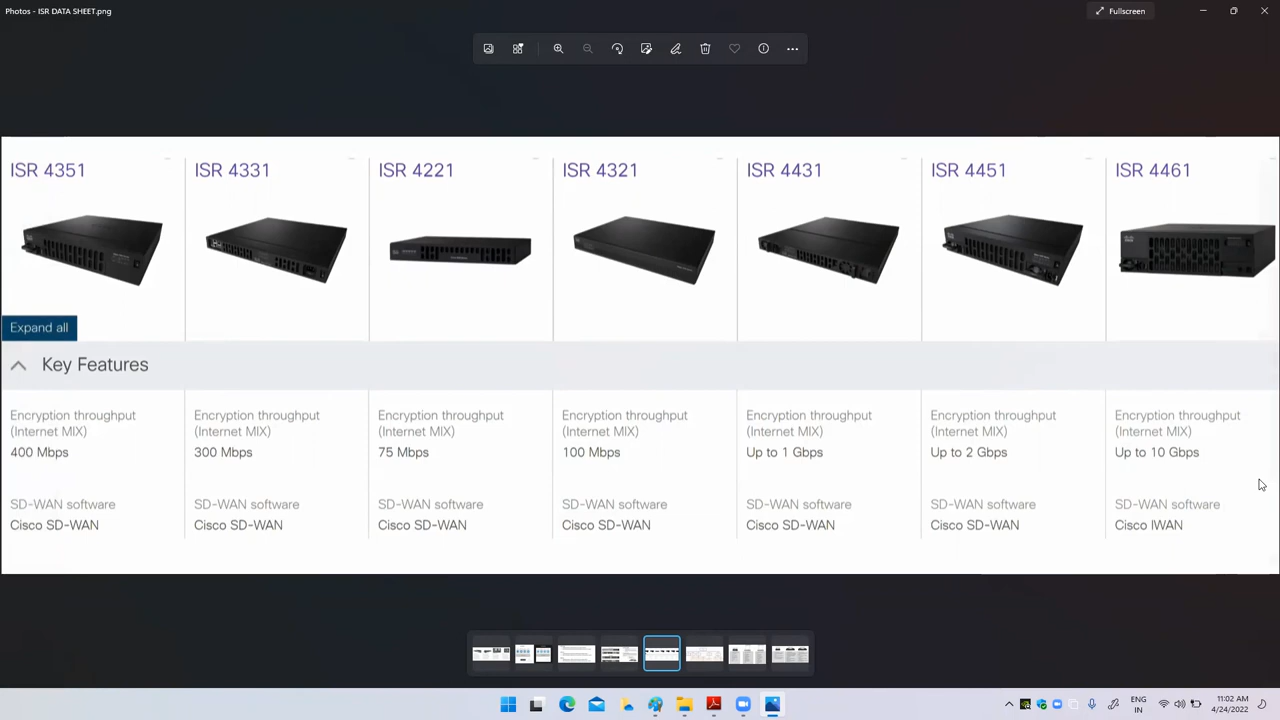 Photos - ISR DATA SHEET.png
Fullscreen
ISR 4351
ISR 4331
ISR 4221
ISR 4321
ISR 4431
ISR 4451
ISR 4461
Expand all
Key Features
Encryption throughput
(Internet MIX)
400 Mbps
SD-WAN software
Cisco SD-WAN
Encryption throughput
(Internet MIX)
300 Mbps
SD-WAN software
Cisco SD-WAN
Encryption throughput
(Internet MIX)
75 Mbps
SD-WAN software
Cisco SD-WAN
Encryption throughput
(Internet MIX)
100 Mbps
SD-WAN software
Cisco SD-WAN
Encryption throughput
(Internet MIX)
Up to 1 Gbps
SD-WAN software
Cisco SD-WAN
Encryption throughput
(Internet MIX)
Up to 2 Gbps
SD-WAN software
Cisco SD-WAN
Encryption throughput
(Internet MIX)
Up to 10 Gbps
SD-WAN software
Cisco IWAN
ENG
IN
11:02 AM
4/24/2022